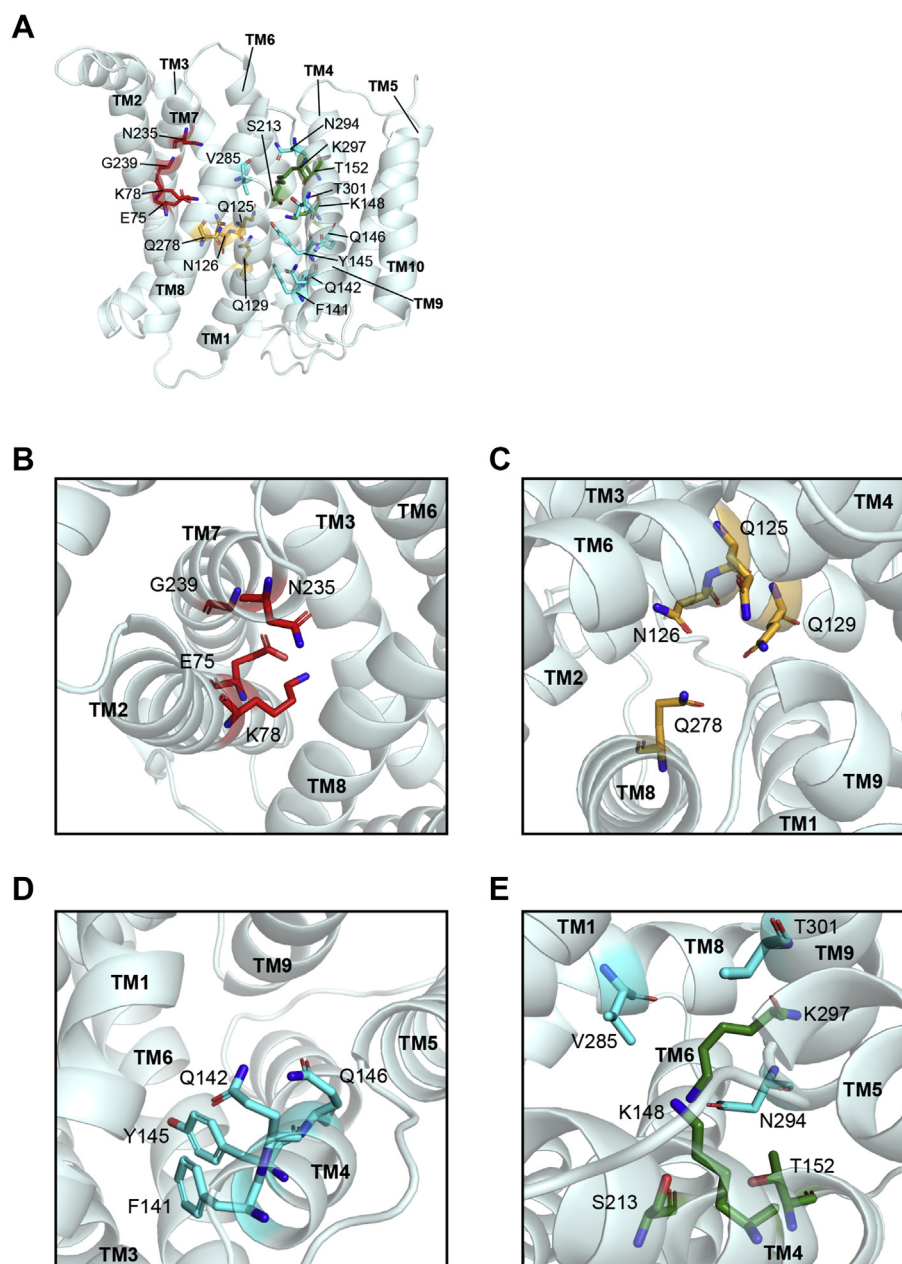 A
TM6
TM3
TM4
TM5
TM2
TM7
S213
N294
N235
V285
K297
G239
T152
T301
K78
Q125
K148
E75
Q146
Q278
Y145
N126
TM10
Q142
TM8
Q129
TM9
F141
TM1
B
TM3
TM6
TM7
G239
N235
E75
TM2
K78
TM8
C
TM3
TM4
Q125
TM6
N126
Q129
TM2
Q278
TM8
TM9
TM1
D
TM9
TM1
TM5
TM6
Q142
Q146
Y145
TM4
F141
TM3
E
TM1
T301
TM8
TM9
K297
V285
TM6
TM5
K148
N294
T152
S213
TM4